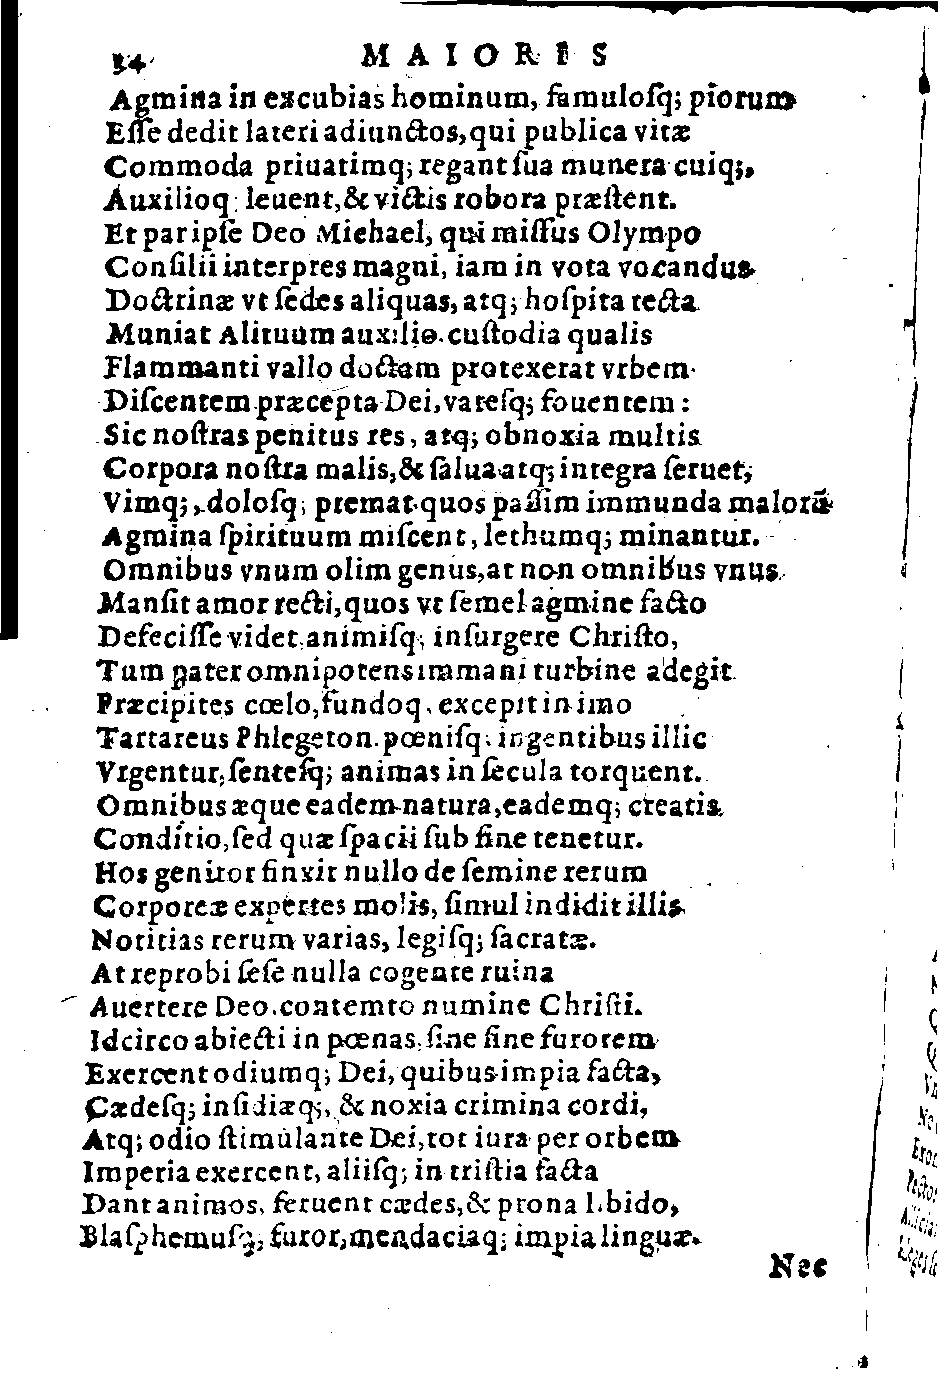 34 MAIORIS
Agmina in excubias hominum, famuloſq; piorum
Eſſe dedit lateri adiunctos, qui publica vitæ
Commoda priuatimq; regant ſua munera cuiq;,
Auxilioq; leuent, & victis robora præſtent.
Et par ipſe Deo Michael, qui miſſus Olympo
Conſilii interpres magni, iam in vota vocandus
Doctrinæ vt ſedes aliquas, atq; hoſpita tecta
Muniat Alituum auxilio. cuſtodia qualis
Flammanti vallo doctam protexerat vrbem
Diſcentem præcepta Dei, vateſq; fouentem:
Sic noſtras penitus res, atq; obnoxia multis
Corpora noſtra malis, & ſalua atq; integra ſeruet,
Vimq;, doloſq; premat quos paſſim immunda malorũ
Agmina ſpirituum miſcent, lethumq; minantur.
Omnibus vnum olim genus, at non omnibus vnus
Manſit amor recti, quos vt ſemel agmine facto
Defeciſſe videt animiſq; inſurgere Chriſto,
Tum pater omnipotens immani turbine adegit
Præcipites cœlo, fundoq. excepit in imo
Tartareus Phlegeton. pœniſq. ingentibus illic
Vrgentur, ſenteſq; animas in ſecula torquent.
Omnibus æque eadem natura, eademq; creatis
Conditio, ſed quæ ſpacii ſub fine tenetur.
Hos genitor finxit nullo de ſemine rerum
Corporeæ expertes molis, ſimul indidit illis
Notitias rerum varias, legiſq; ſacratæ.
At reprobi ſeſe nulla cogente ruina
Auertere Deo. contemto numine Chriſti.
Idcirco abiecti in pœnas, ſine fine furorem
Exercent odiumq; Dei, quibus impia facta,
Cædeſq; inſidiæq;, & noxia crimina cordi,
Atq; odio ſtimulante Dei, tot iura per orbem
Imperia exercent, aliiſq; in triſtia facta
Dant animos, feruent cædes, & prona libido,
Blaſphemuſq; furor, mendaciaq; impia linguæ.
Nec